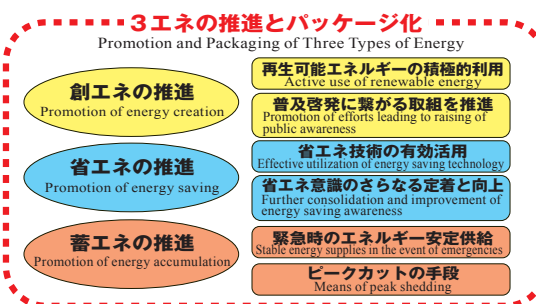 3エネの推進とパッケージ化
Promotion and Packaging of Three Types of Energy
創エネの推進
Promotion of energy creation
再生可能エネルギーの積極的利用
Active use of renewable energy
普及啓発に繋がる取組を推進
Promotion of efforts leading to raising of
public awareness
省エネの推進
Promotion of energy saving
省エネ技術の有効活用
Effective utilization of energy saving technology
省エネ意識のさらなる定着と向上
Further consolidation and improvement of
energy saving awareness
蓄エネの推進
Promotion of energy accumulation
緊急時のエネルギー安定供給
Stable energy supplies in the event of emergencies
ピークカットの手段
Means of peak shedding